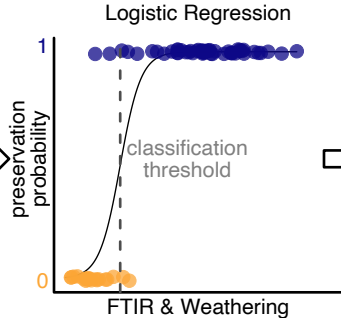 Logistic Regression
1
preservation
probability
classification
threshold
0
FTIR & Weathering